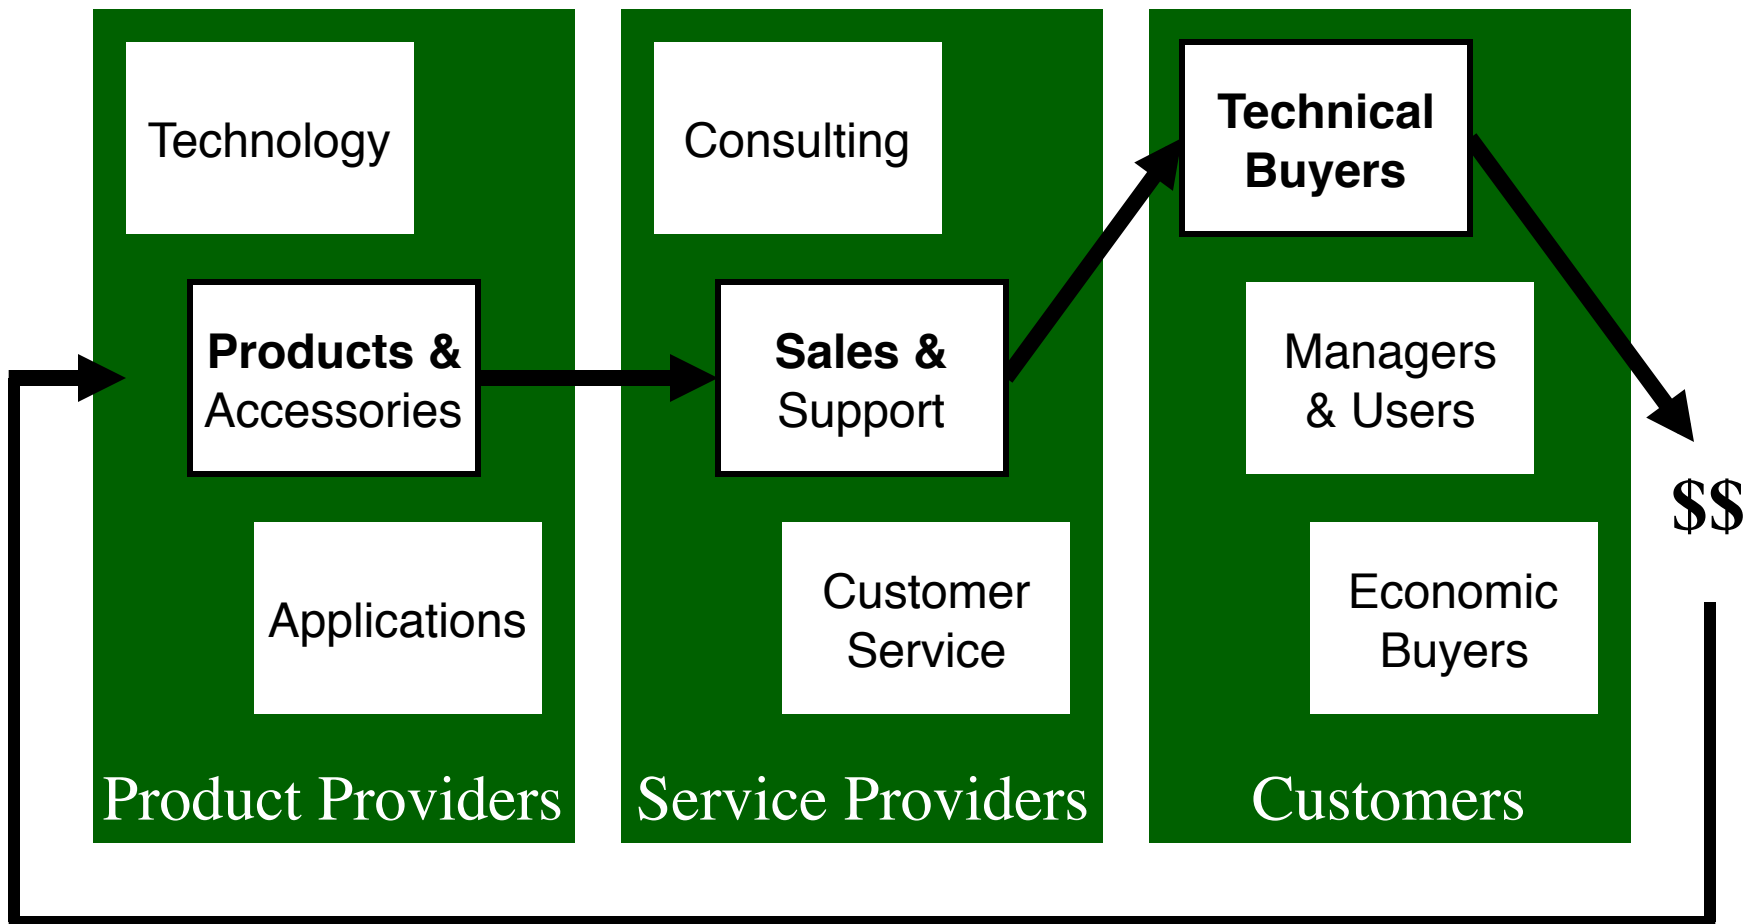 Technology
Products &
Accessories
Applications
Product Providers
Consulting
Sales &
Support
Customer
Service
Service Providers
Technical
Buyers
Managers
& Users
Economic
Buyers
Customers
$$